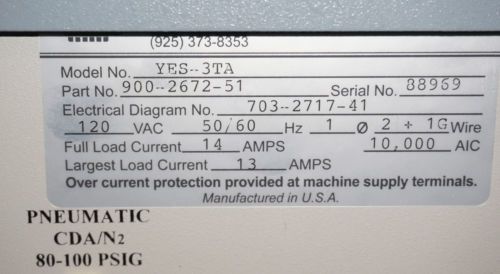 (925) 373-8353
Model No. YES-3TA
Part No. 900-2672-51 Serial No. 88969
Electrical Diagram No. 703-2717-41
120 VAC 50/60 Hz 1 Ø 2 + 1G Wire
Full Load Current 14 AMPS 10,000 AIC
Largest Load Current 13 AMPS
Over current protection provided at machine supply terminals.
Manufactured in U.S.A.
PNEUMATIC
CDA/N2
80-100 PSIG